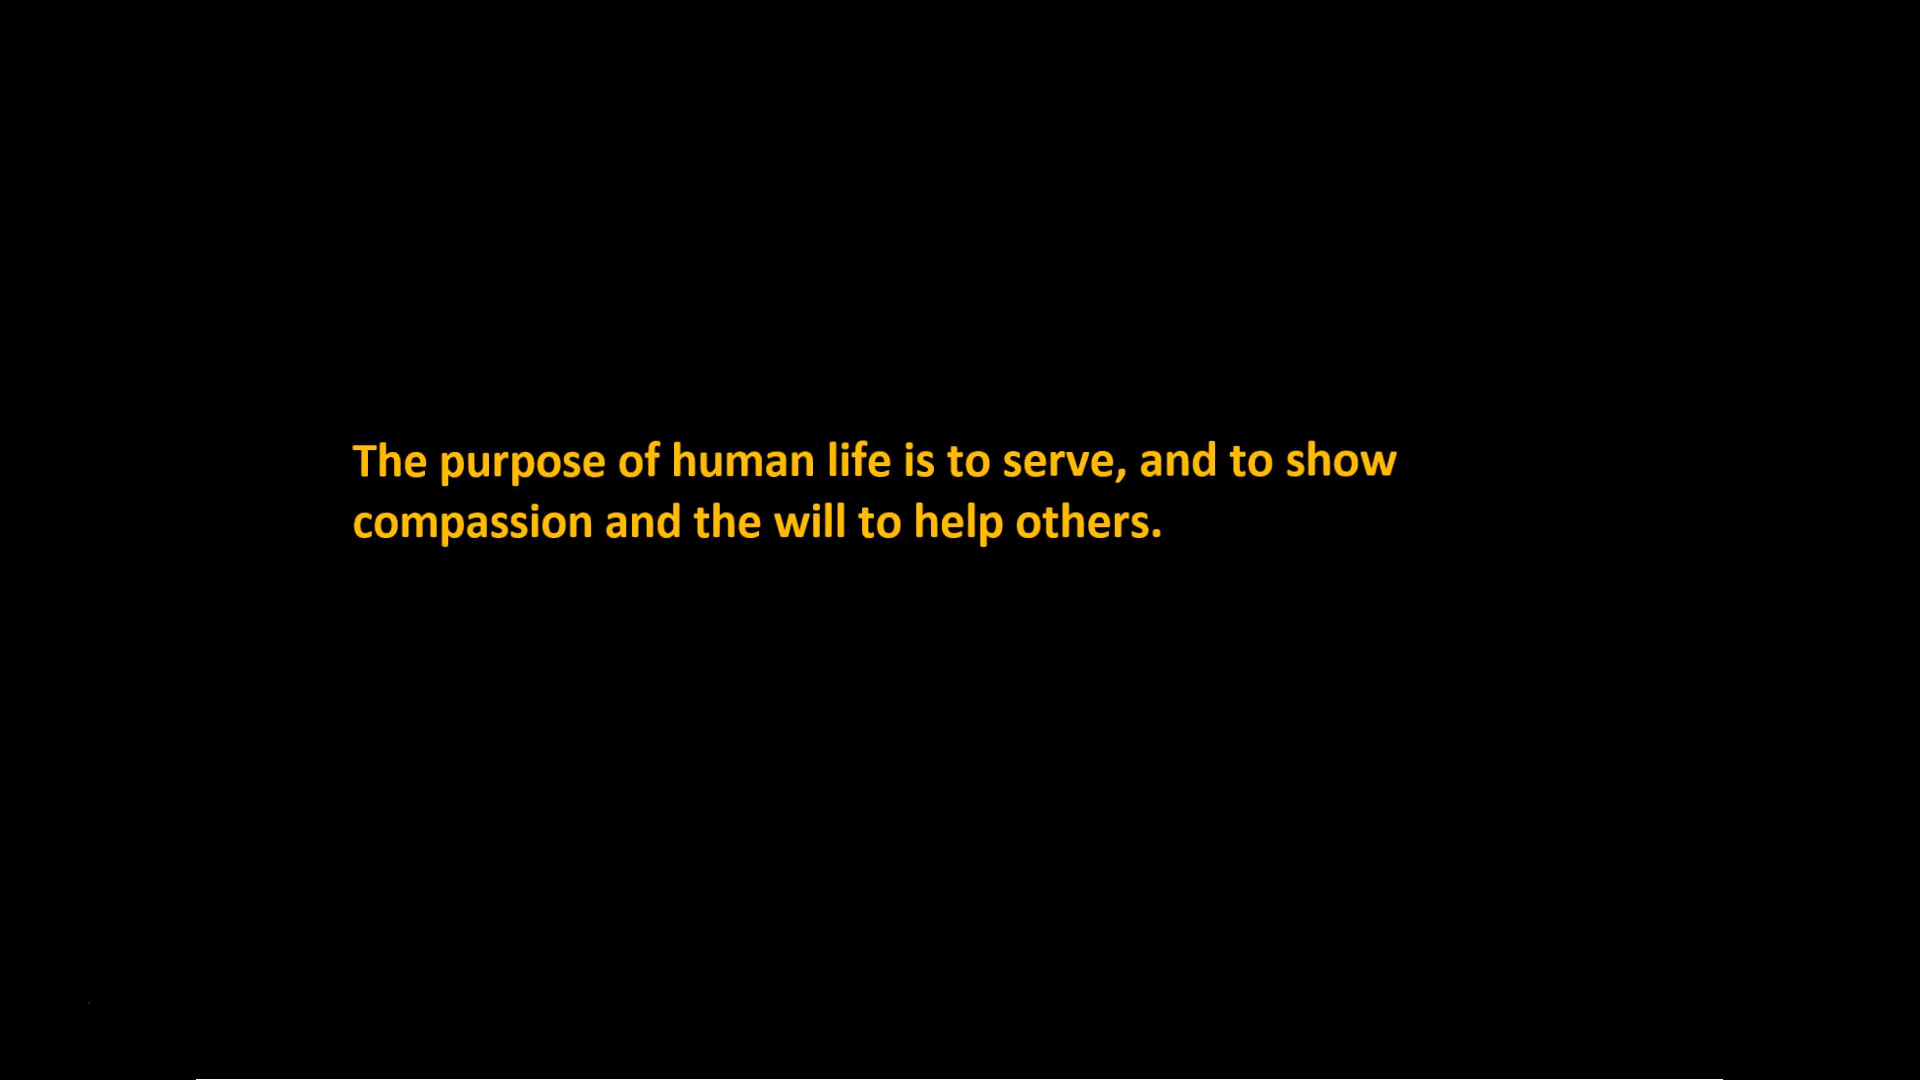 The purpose of human life is to serve, and to show
compassion and the will to help others.